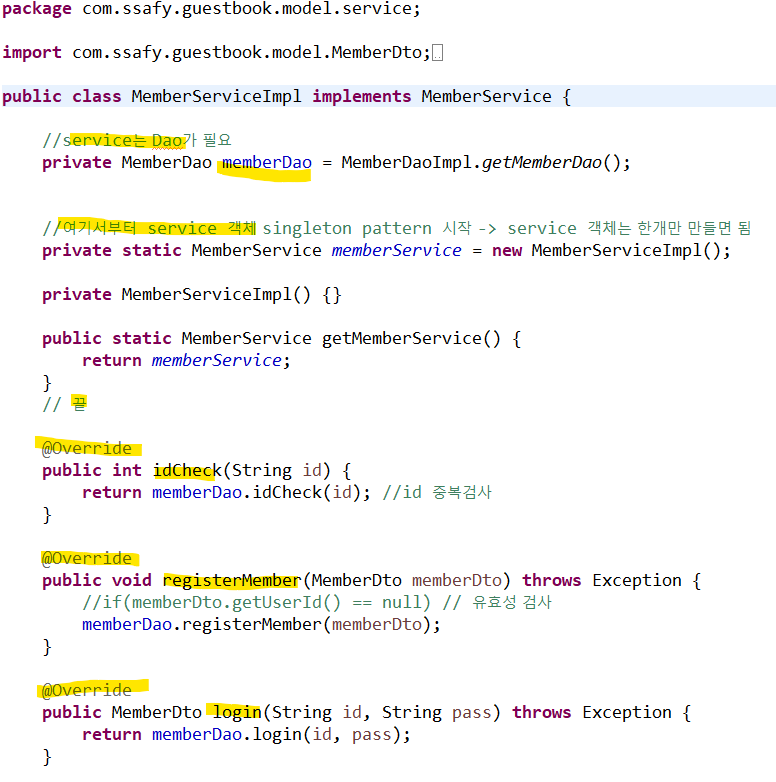 package com.ssafy.guestbook.model.service;
import com.ssafy.guestbook.model.MemberDto;
public class MemberServiceImpl implements MemberService {
//service는 Dao가 필요
private MemberDao memberDao = MemberDaoImpl.getMemberDao();
//여기서부터 service 객체 singleton pattern 시작 -> service 객체는 한개만 만들면 됨
private static MemberService memberService = new MemberServiceImpl();
private MemberServiceImpl() {}
public static MemberService getMemberService() {
return memberService;
}
// 끝
@Override
public int idCheck(String id) {
return memberDao.idCheck(id); //id 중복검사
}
@Override
public void registerMember(MemberDto memberDto) throws Exception {
//if(memberDto.getUserId() == null) // 유효성 검사
memberDao.registerMember(memberDto);
}
@Override
public MemberDto login(String id, String pass) throws Exception {
return memberDao.login(id, pass);
}